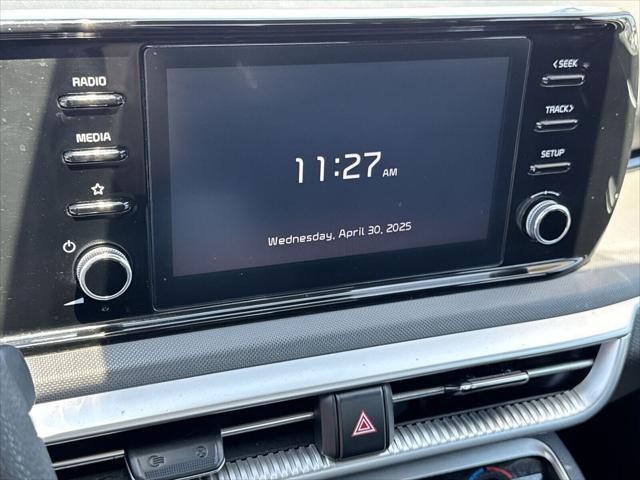 RADIO
MEDIA
< SEEK
TRACK >
SETUP
11:27 AM
Wednesday, April 30, 2025